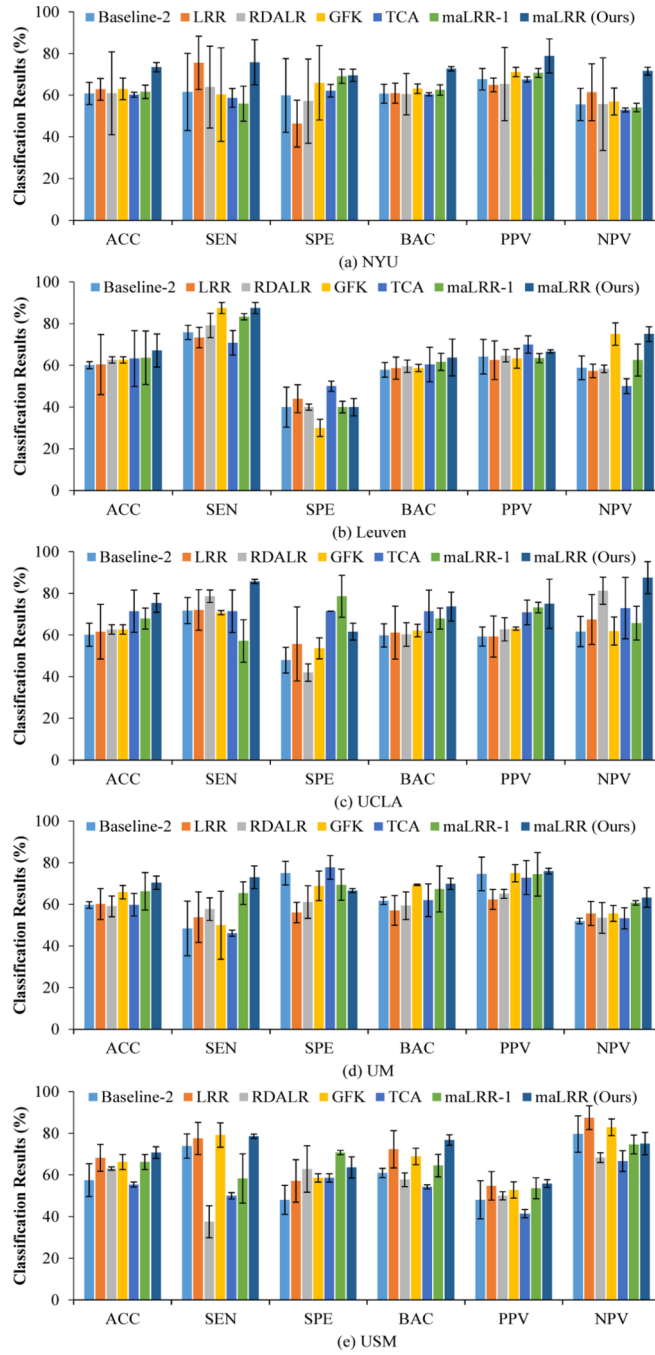 Classification Results (%)
Baseline-2 LRR RDALR GFK TCA maLRR-1 maLRR (Ours)
100
80
60
40
20
0
ACC SEN SPE BAC PPV NPV
(a) NYU
Classification Results (%)
Baseline-2 LRR RDALR GFK TCA maLRR-1 maLRR (Ours)
100
80
60
40
20
0
ACC SEN SPE BAC PPV NPV
(b) Leuven
Classification Results (%)
Baseline-2 LRR RDALR GFK TCA maLRR-1 maLRR (Ours)
100
80
60
40
20
0
ACC SEN SPE BAC PPV NPV
(c) UCLA
Classification Results (%)
Baseline-2 LRR RDALR GFK TCA maLRR-1 maLRR (Ours)
100
80
60
40
20
0
ACC SEN SPE BAC PPV NPV
(d) UM
Classification Results (%)
Baseline-2 LRR RDALR GFK TCA maLRR-1 maLRR (Ours)
100
80
60
40
20
0
ACC SEN SPE BAC PPV NPV
(e) USM